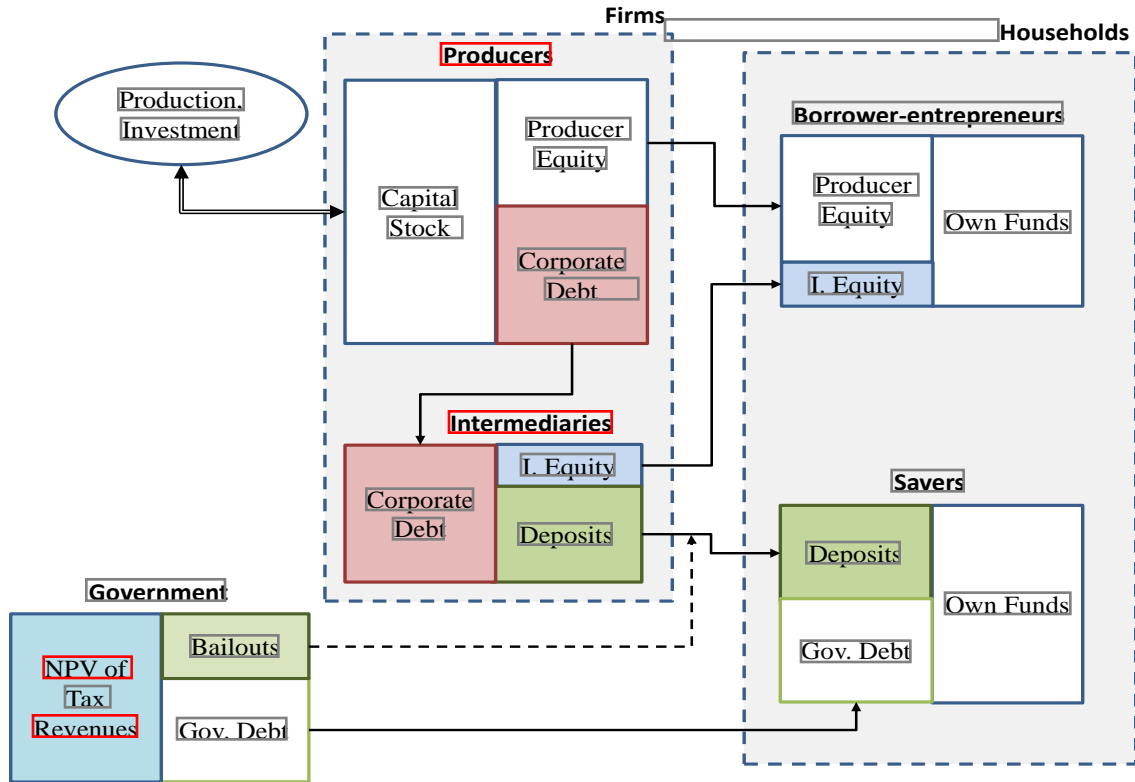 Firms
Households
Producers
Production,
Investment
Producer
Equity
Capital
Stock
Corporate
Debt
Borrower-entrepreneurs
Producer
Equity
Own Funds
I. Equity
Intermediaries
I. Equity
Corporate
Debt
Deposits
Savers
Deposits
Own Funds
Gov. Debt
Government
Bailouts
NPV of
Tax
Revenues
Gov. Debt